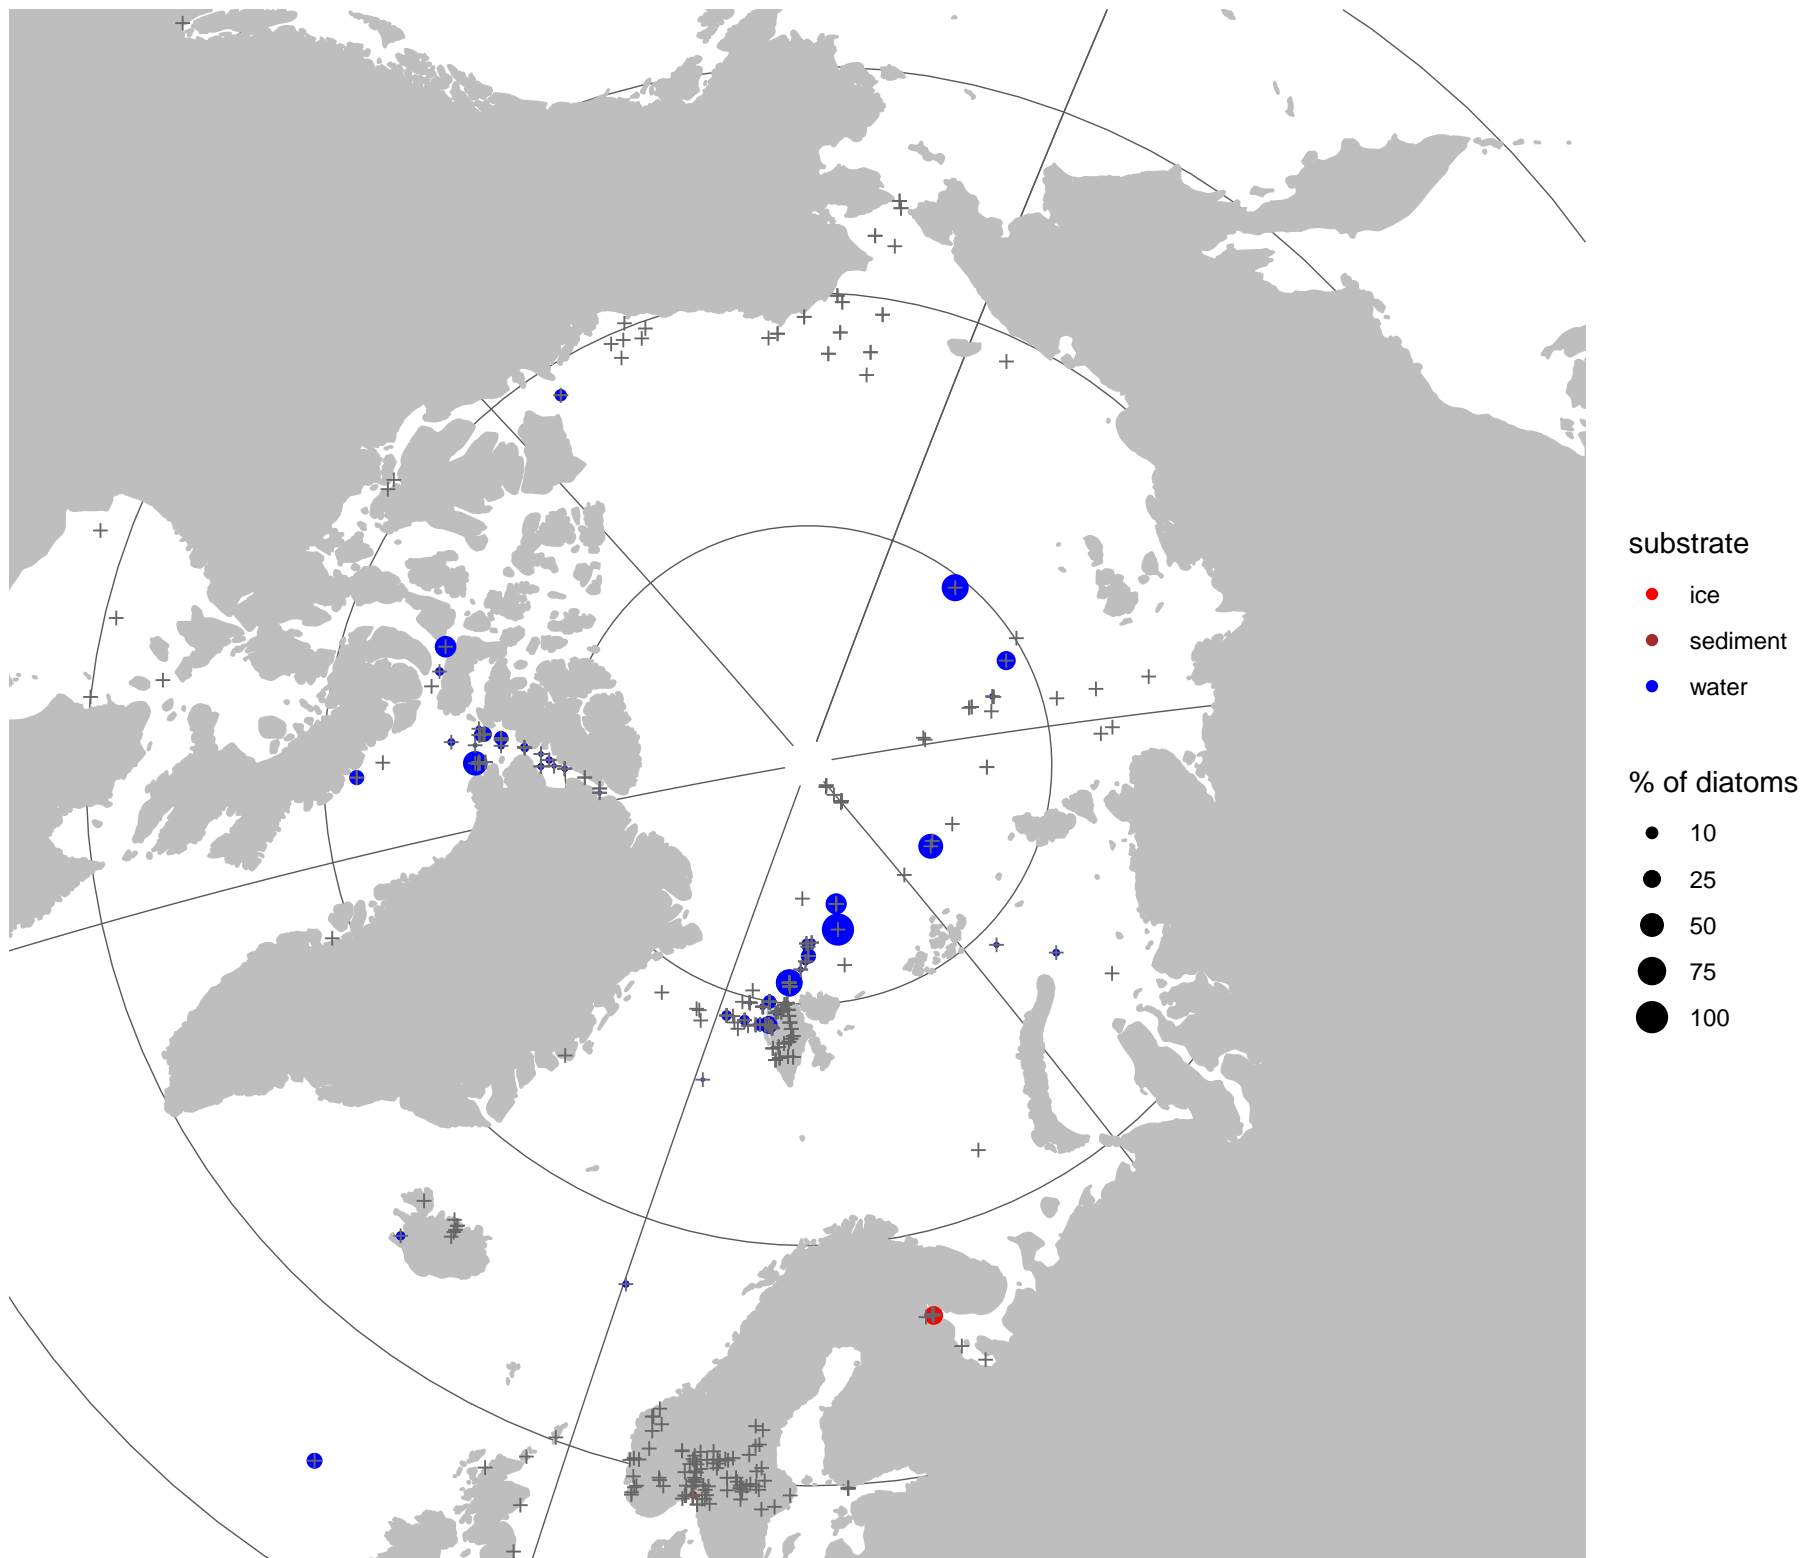 substrate
ice
sediment
water
% of diatoms
10
25
50
75
100